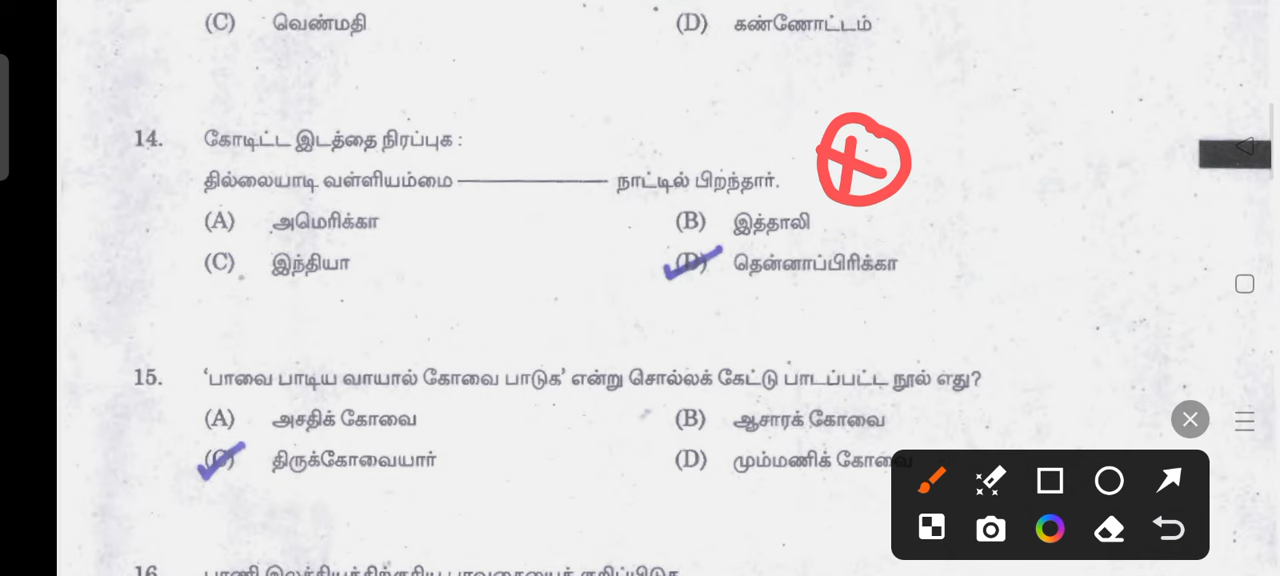 (C) வெண்மதி (D) கண்ணோட்டம்
14. கோடிட்ட இடத்தை நிரப்புக :
தில்லையாடி வள்ளியம்மை ———————— நாட்டில் பிறந்தார்.
(A) அமெரிக்கா (B) இத்தாலி
(C) இந்தியா (D) தென்னாப்பிரிக்கா
15. ‘பாவை பாடிய வாயால் கோவை பாடுக’ என்று சொல்லக் கேட்டு பாடப்பட்ட நூல் எது?
(A) அசதிக் கோவை (B) ஆசாரக் கோவை
(C) திருக்கோவையார் (D) மும்மணிக் கோவை
16.